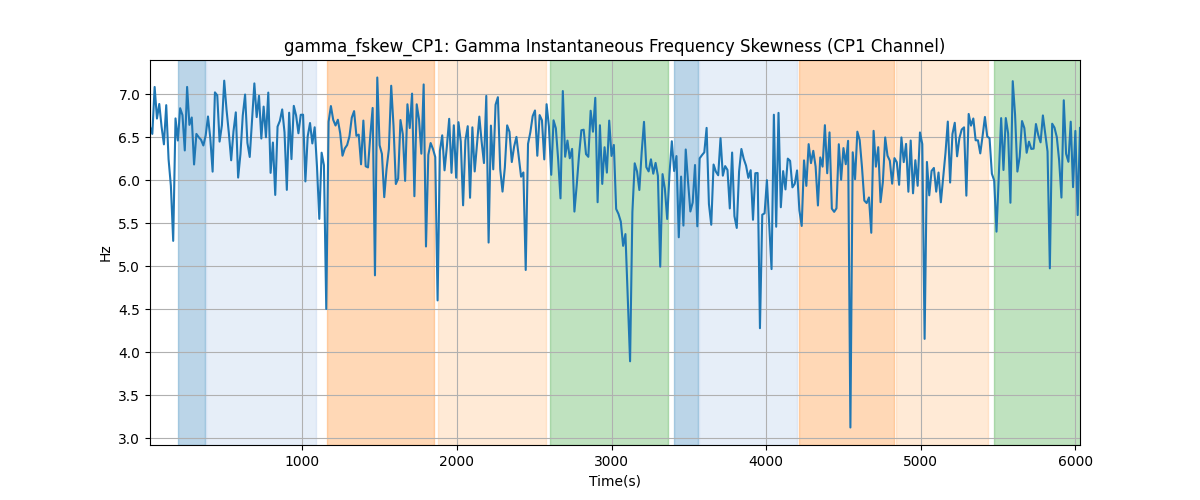 gamma_fskew_CP1: Gamma Instantaneous Frequency Skewness (CP1 Channel)
7.0
6.5
6.0
5.5
5.0
4.5
4.0
3.5
3.0
Hz
1000 2000 3000 4000 5000 6000
Time(s)